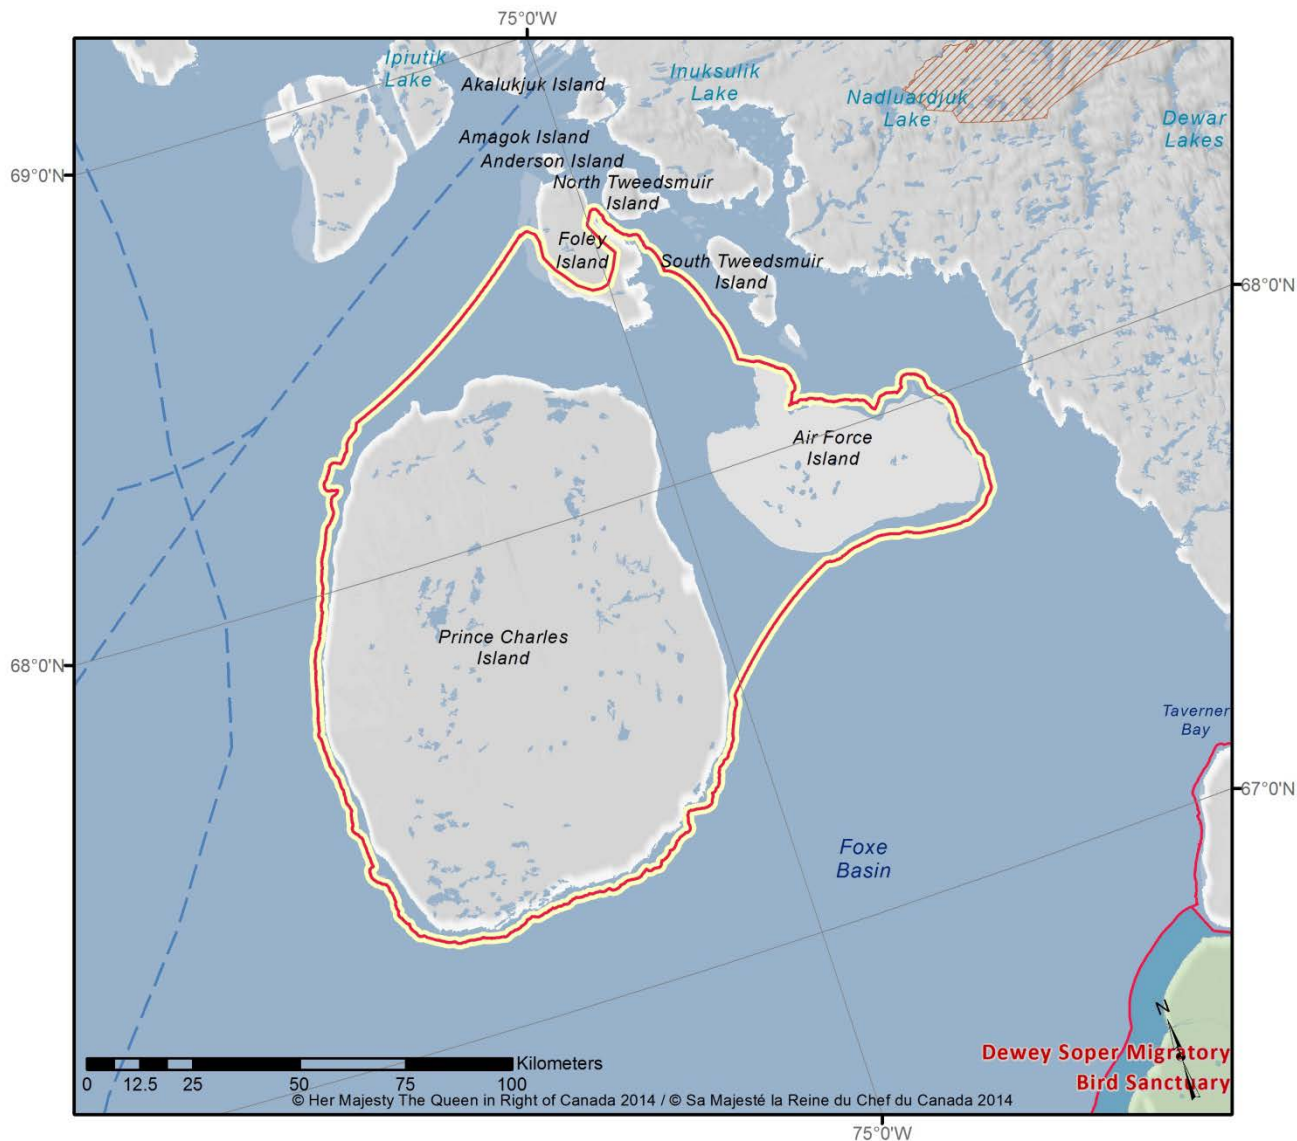 75°0'W
Ipiutik
Lake
Akalukjuk Island
Inuksulik
Lake
Nadluardjuk
Lake
Dewar
Lakes
Amagok Island
Anderson Island
69°0'N
North Tweedsmuir
Island
Foley
Island
South Tweedsmuir
Island
68°0'N
Air Force
Island
Prince Charles
Island
68°0'N
Taverner
Bay
67°0'N
Foxe
Basin
N
Dewey Soper Migratory
Bird Sanctuary
Kilometers
0 12.5 25 50 75 100
© Her Majesty The Queen in Right of Canada 2014 / © Sa Majesté la Reine du Chef du Canada 2014
75°0'W